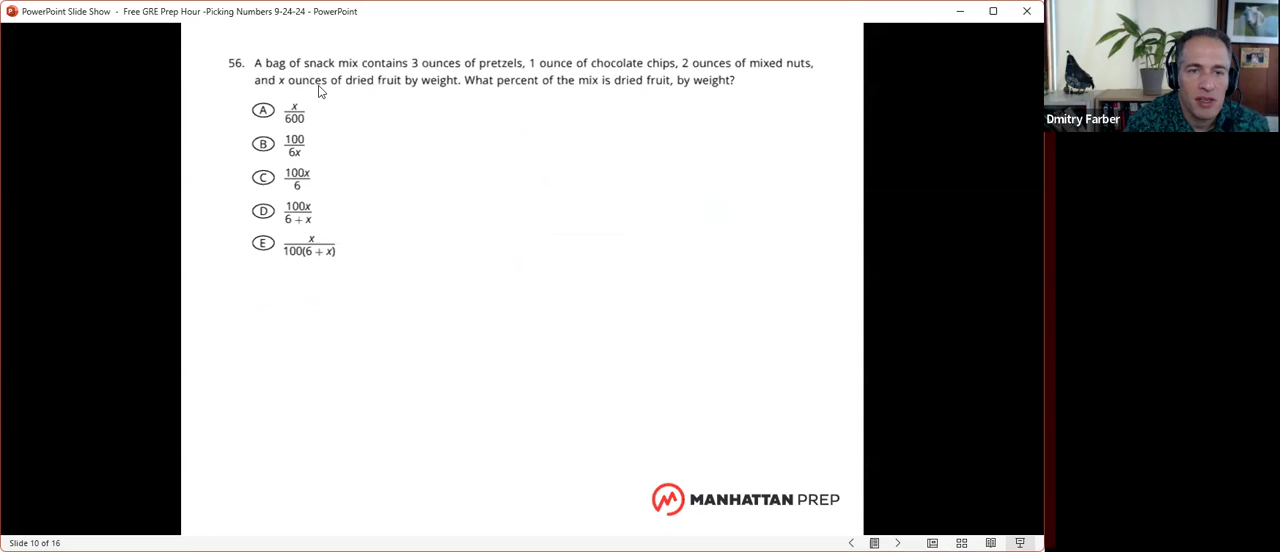 PowerPoint Slide Show - Free GRE Prep Hour -Picking Numbers 9-24-24 - PowerPoint
56. A bag of snack mix contains 3 ounces of pretzels, 1 ounce of chocolate chips, 2 ounces of mixed nuts,
and x ounces of dried fruit by weight. What percent of the mix is dried fruit, by weight?
A x
600
B 100
6x
C 100x
6
D 100x
6 + x
E x
100(6 + x)
Dmitry Farber
MANHATTAN PREP
Slide 10 of 16